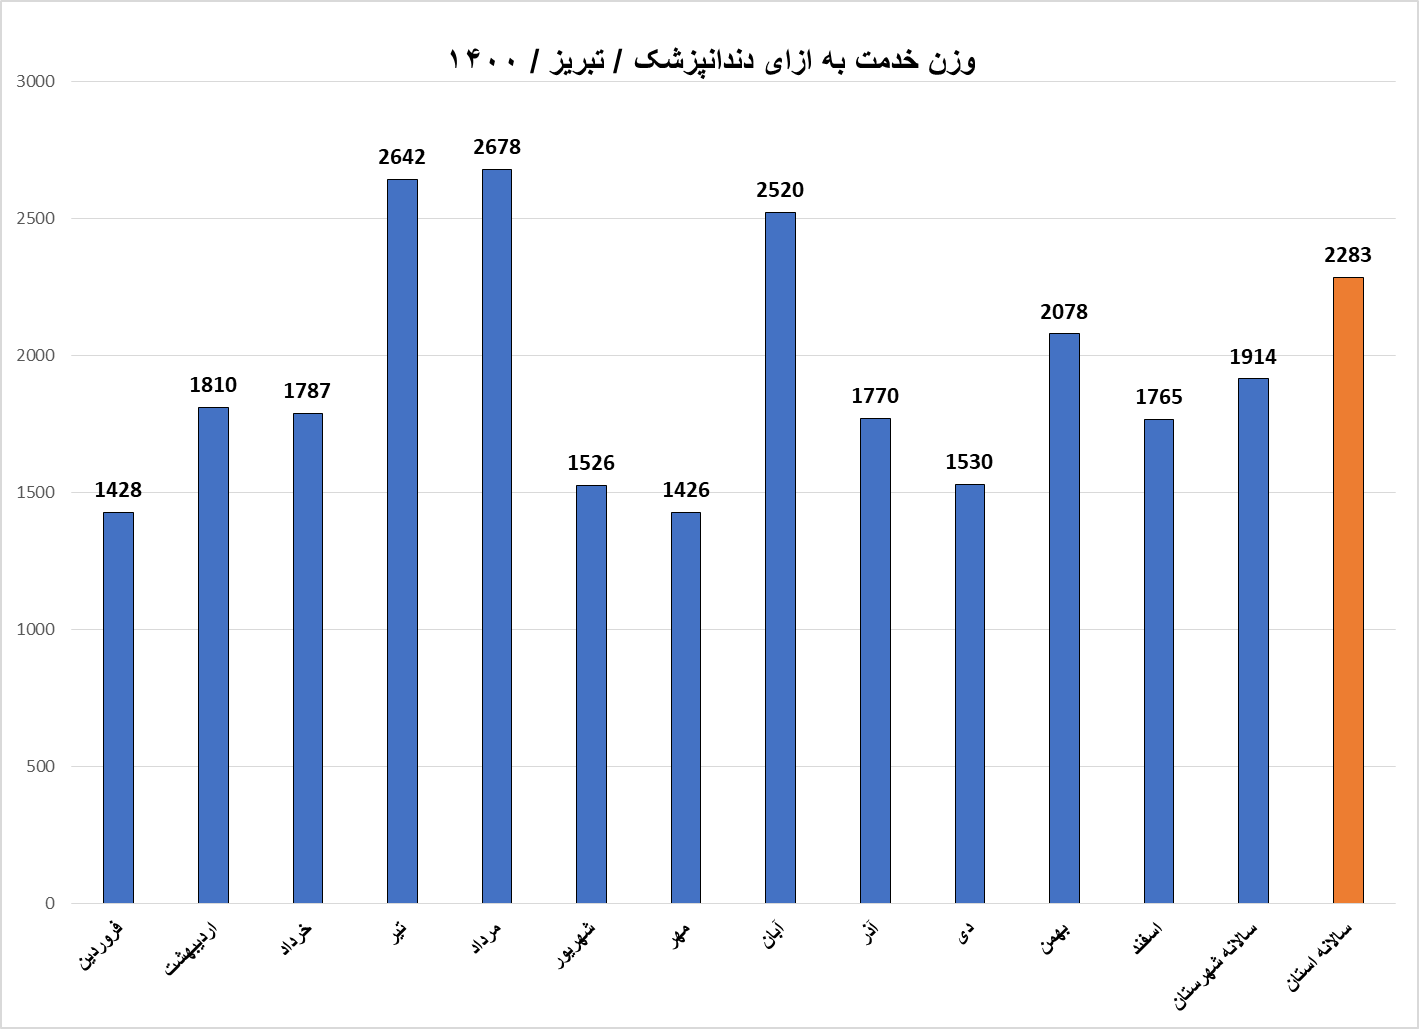 وزن خدمت به ازای دندانپزشک / تبریز / ۱۴۰۰
3000
2500
2000
1500
1000
500
0
1428
1810
1787
2642
2678
1526
1426
2520
1770
1530
2078
1765
1914
2283
فروردین
اردیبهشت
خرداد
تیر
مرداد
شهریور
مهر
آبان
آذر
دی
بهمن
اسفند
سالانه شهرستان
سالانه استان